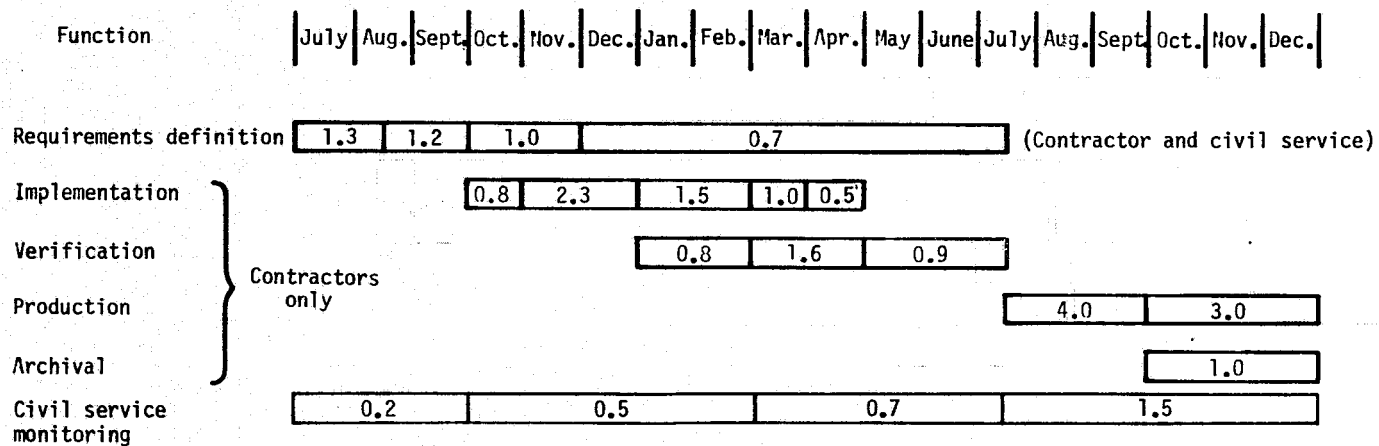 Function July Aug. Sept. Oct. Nov. Dec. Jan. Feb. Mar. Apr. May June July Aug. Sept Oct. Nov. Dec.
Requirements definition 1.3 1.2 1.0 0.7 (Contractor and civil service)
Implementation 0.8 2.3 1.5 1.0 0.5
Verification 0.8 1.6 0.9
Contractors
only
Production 4.0 3.0
Archival 1.0
Civil service 0.2 0.5 0.7 1.5
monitoring